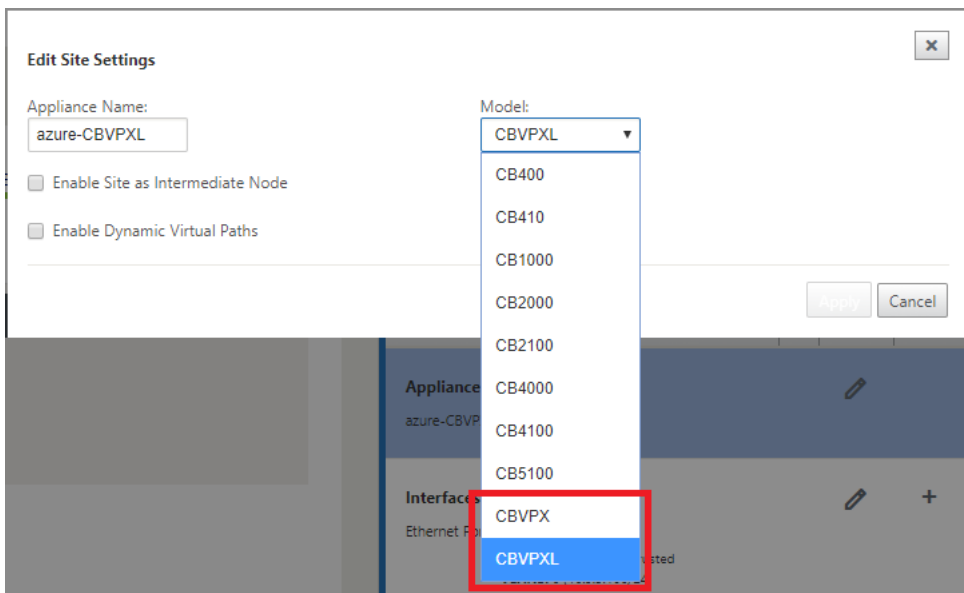 Edit Site Settings
Appliance Name:
Model:
azure-CBVPXL
CBVPXL
Enable Site as Intermediate Node
Enable Dynamic Virtual Paths
CB400
CB410
CB1000
CB2000
CB2100
CB4000
CB4100
CB5100
CBVPX
CBVPXL
Apply
Cancel
Appliance
azure-CBVP
Interfaces
Ethernet Po